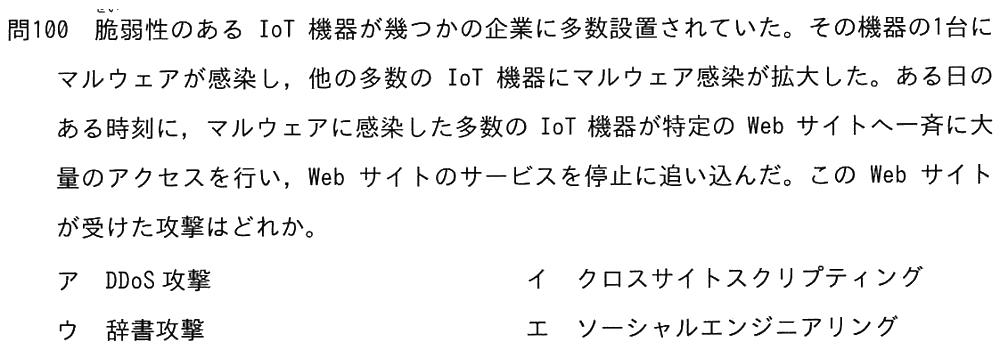 問100 脆弱性のある IoT 機器が幾つかの企業に多数設置されていた。その機器の1台に
マルウェアが感染し，他の多数の IoT 機器にマルウェア感染が拡大した。ある日の
ある時刻に，マルウェアに感染した多数の IoT 機器が特定の Web サイトへ一斉に大
量のアクセスを行い，Web サイトのサービスを停止に追い込んだ。この Web サイト
が受けた攻撃はどれか。
ア DDoS 攻撃 イ クロスサイトスクリプティング
ウ 辞書攻撃 エ ソーシャルエンジニアリング